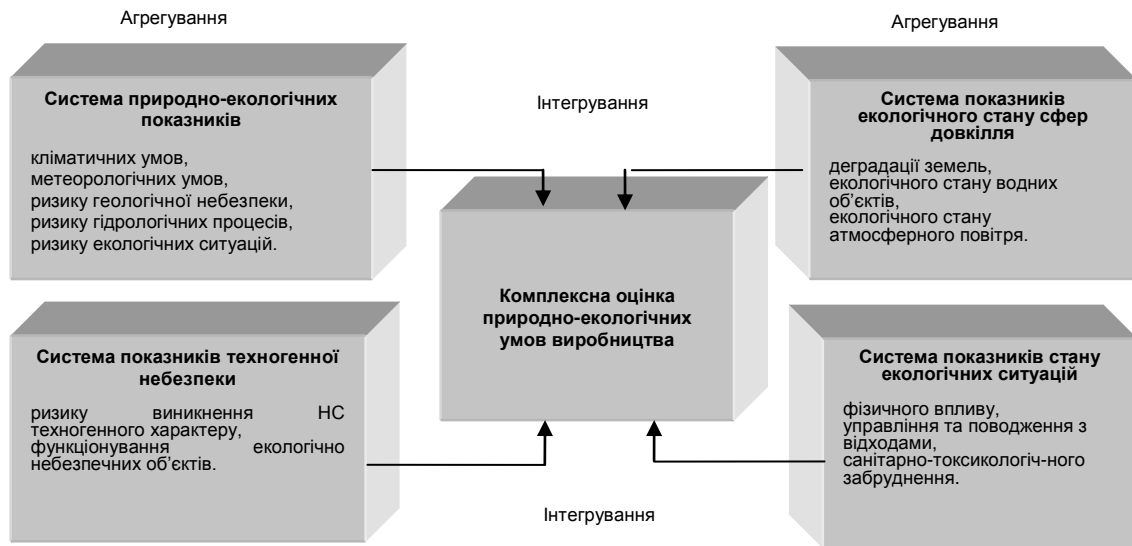 Агрегування
Агрегування
Система природно-екологічних
показників
кліматичних умов,
метеорологічних умов,
ризику геологічної небезпеки,
ризику гідрологічних процесів,
ризику екологічних ситуацій.
Інтегрування
Система показників
екологічного стану сфер
довкілля
деградації земель,
екологічного стану водних
об’єктів,
екологічного стану
атмосферного повітря.
Комплексна оцінка
природно-екологічних
умов виробництва
Система показників техногенної
небезпеки
ризику виникнення НС
техногенного характеру,
функціонування екологічно
небезпечних об’єктів.
Система показників стану
екологічних ситуацій
фізичного впливу,
управління та поводження з
відходами,
санітарно-токсикологіч-ного
забруднення.
Інтегрування